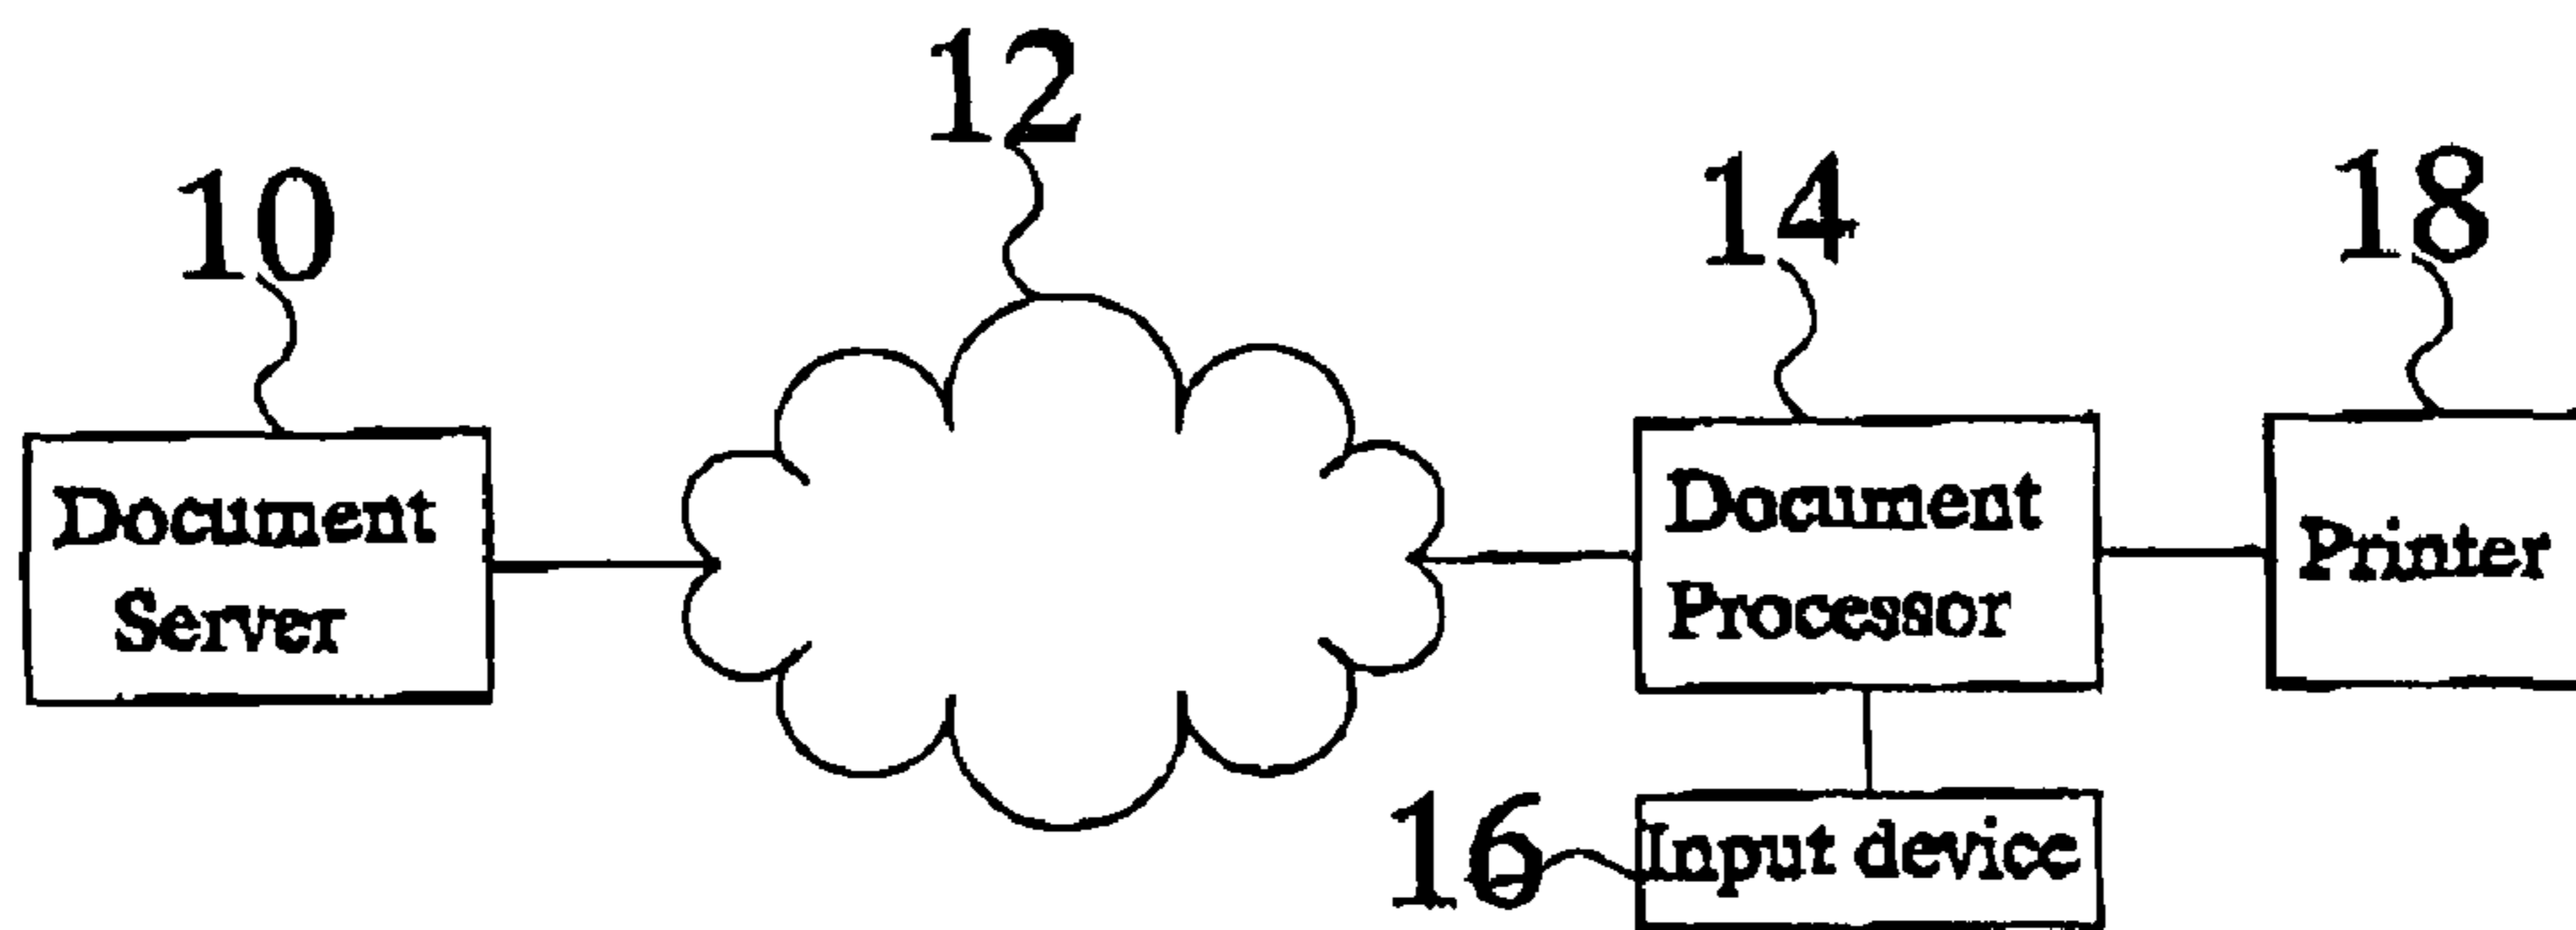 12
10
14
18
Document
Server
Document
Processor
Printer
16
Input device